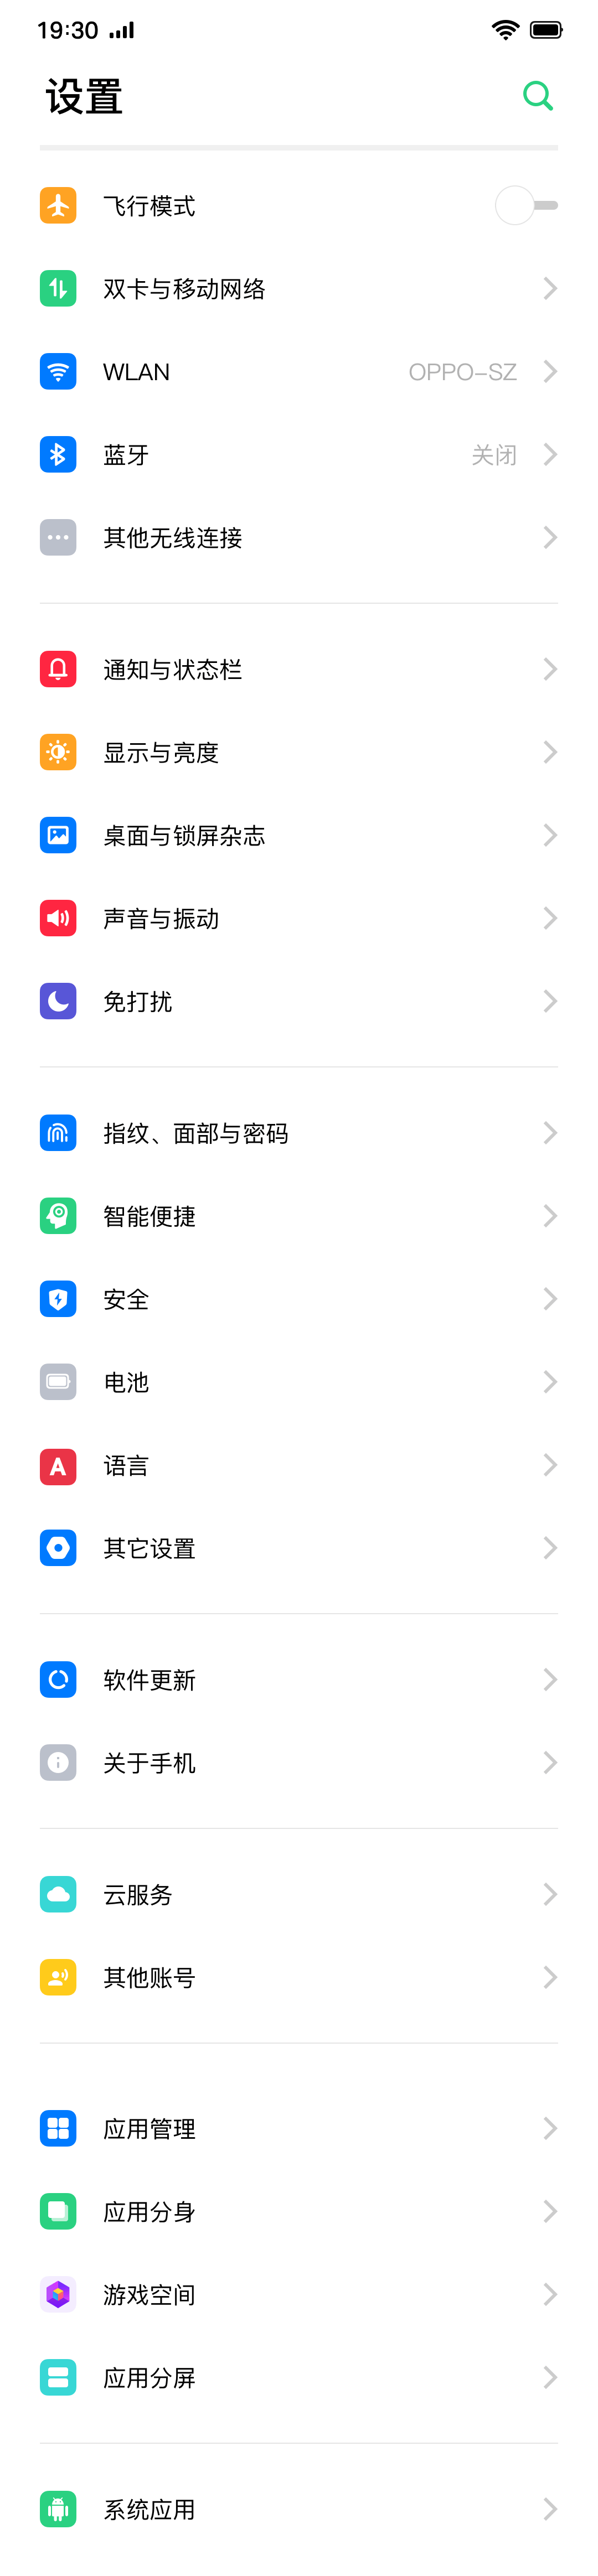 19:30
设置
飞行模式
双卡与移动网络
WLAN OPPO-SZ
蓝牙 关闭
其他无线连接
通知与状态栏
显示与亮度
桌面与锁屏杂志
声音与振动
免打扰
指纹、面部与密码
智能便捷
安全
电池
A 语言
其它设置
软件更新
关于手机
云服务
其他账号
应用管理
应用分身
游戏空间
应用分屏
系统应用